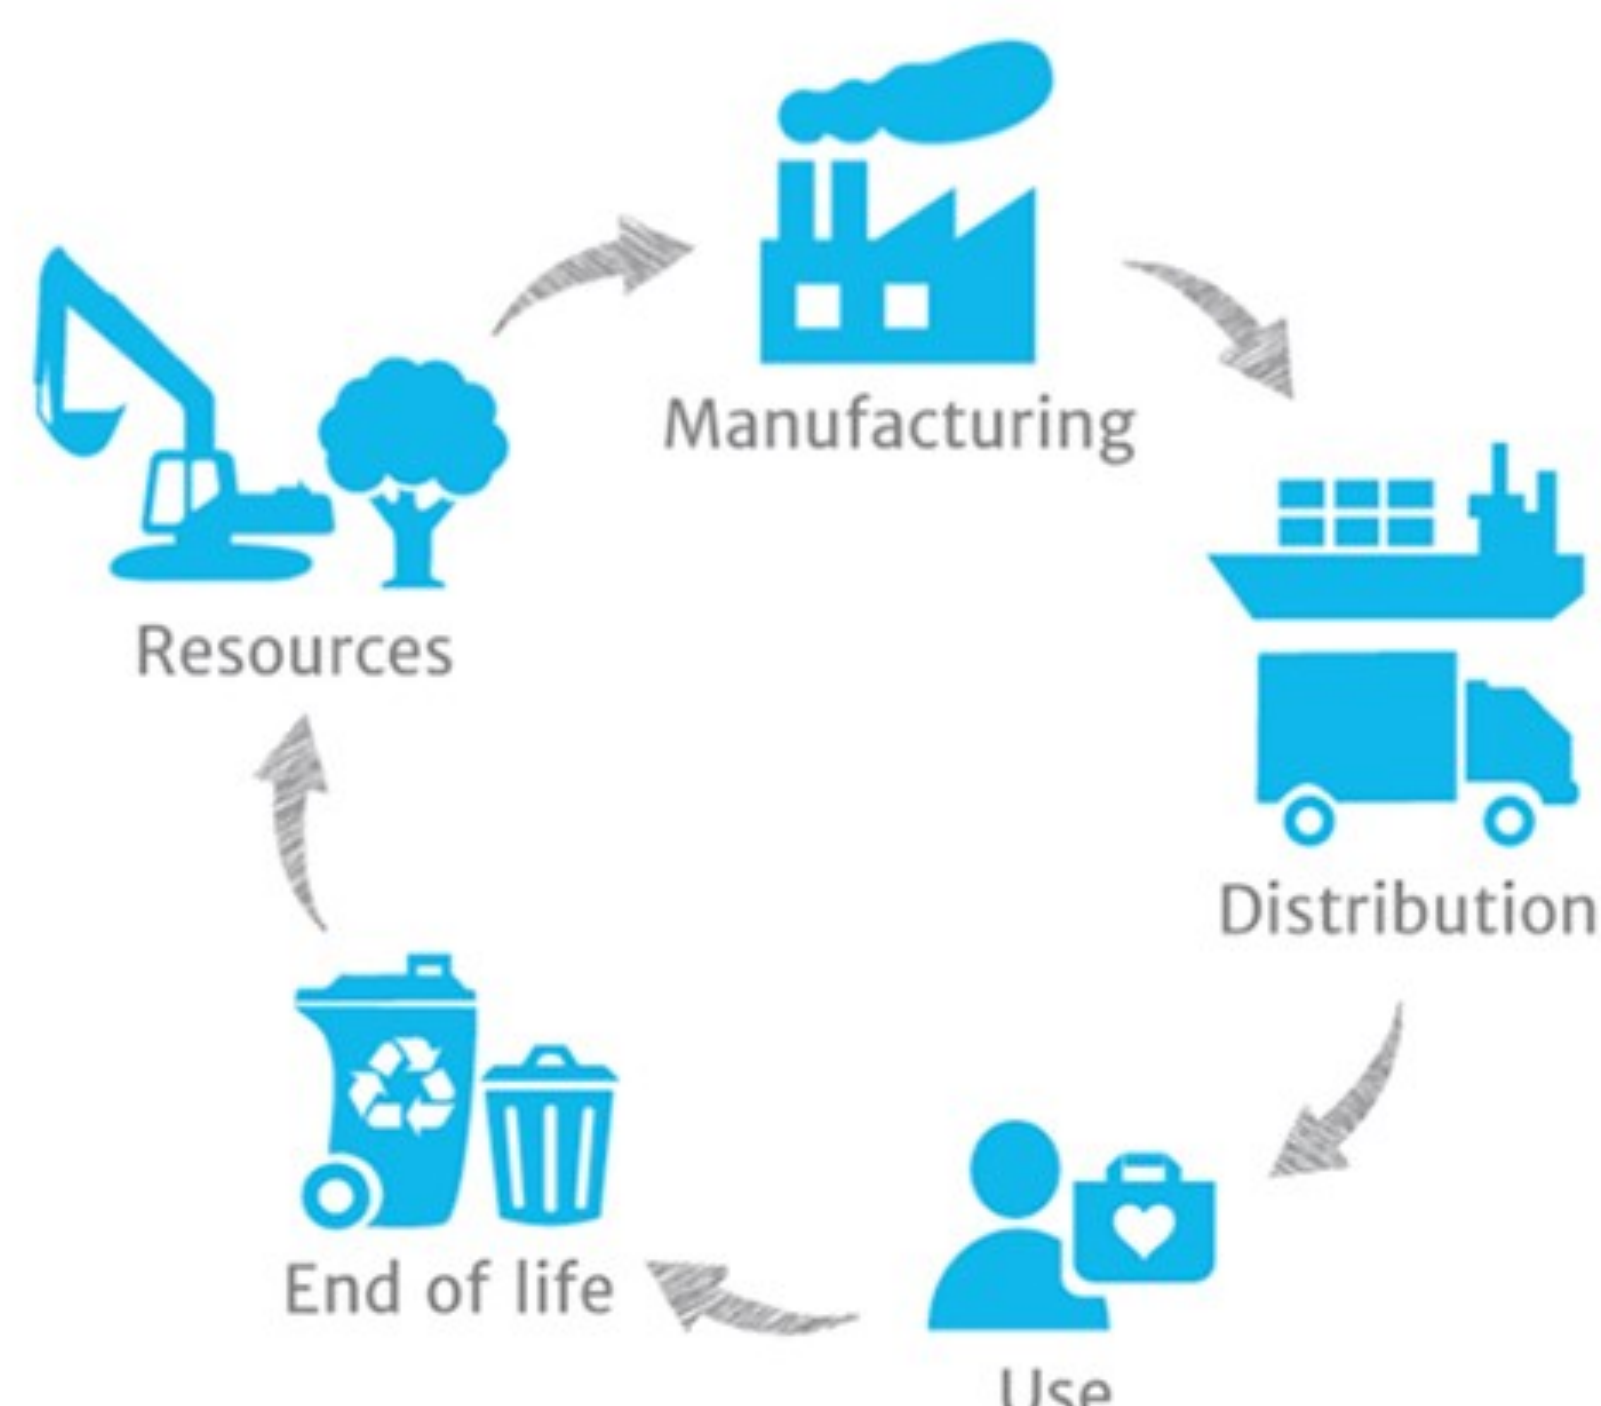 Manufacturing
Resources
Distribution
End of life
Use